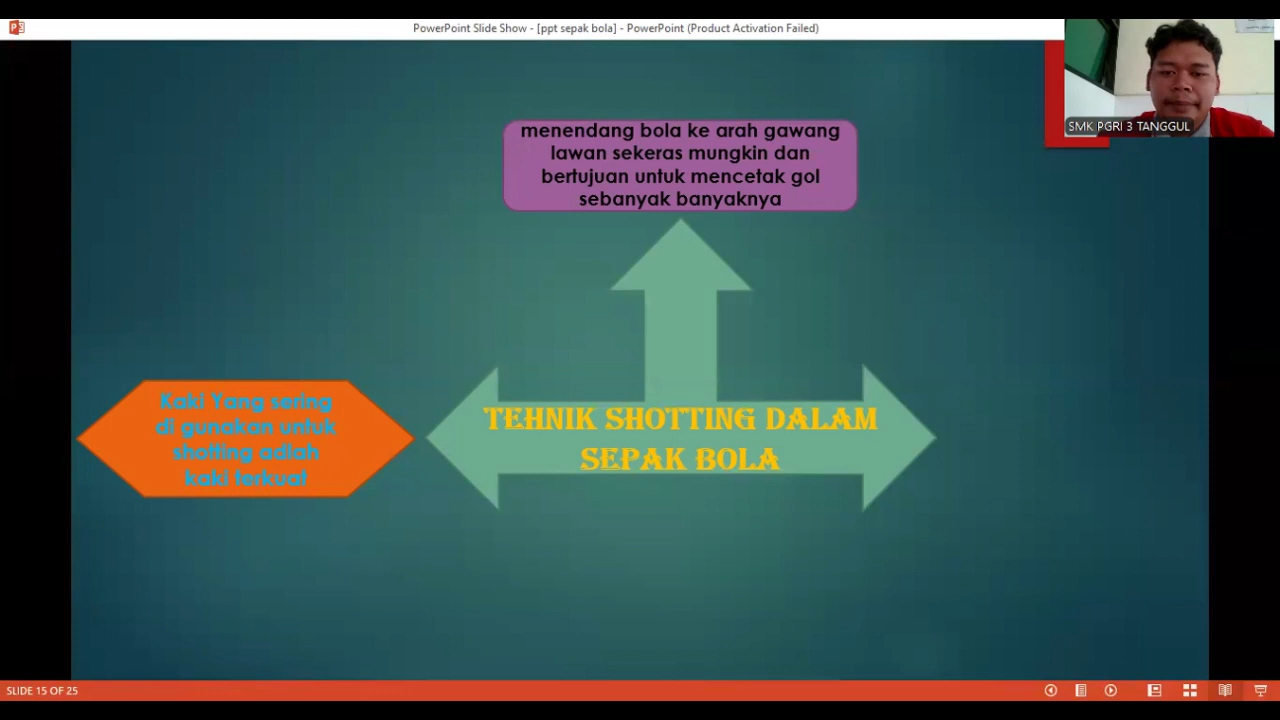 PowerPoint Slide Show - [ppt sepak bola] - PowerPoint (Product Activation Failed)
SMK PGRI 3 TANGGUL
menendang bola ke arah gawang
lawan sekeras mungkin dan
bertujuan untuk mencetak gol
sebanyak banyaknya
Kaki Yang sering
di gunakan untuk
shotting adlah
kaki terkuat
TEHNIK SHOTTING DALAM
SEPAK BOLA
SLIDE 15 OF 25